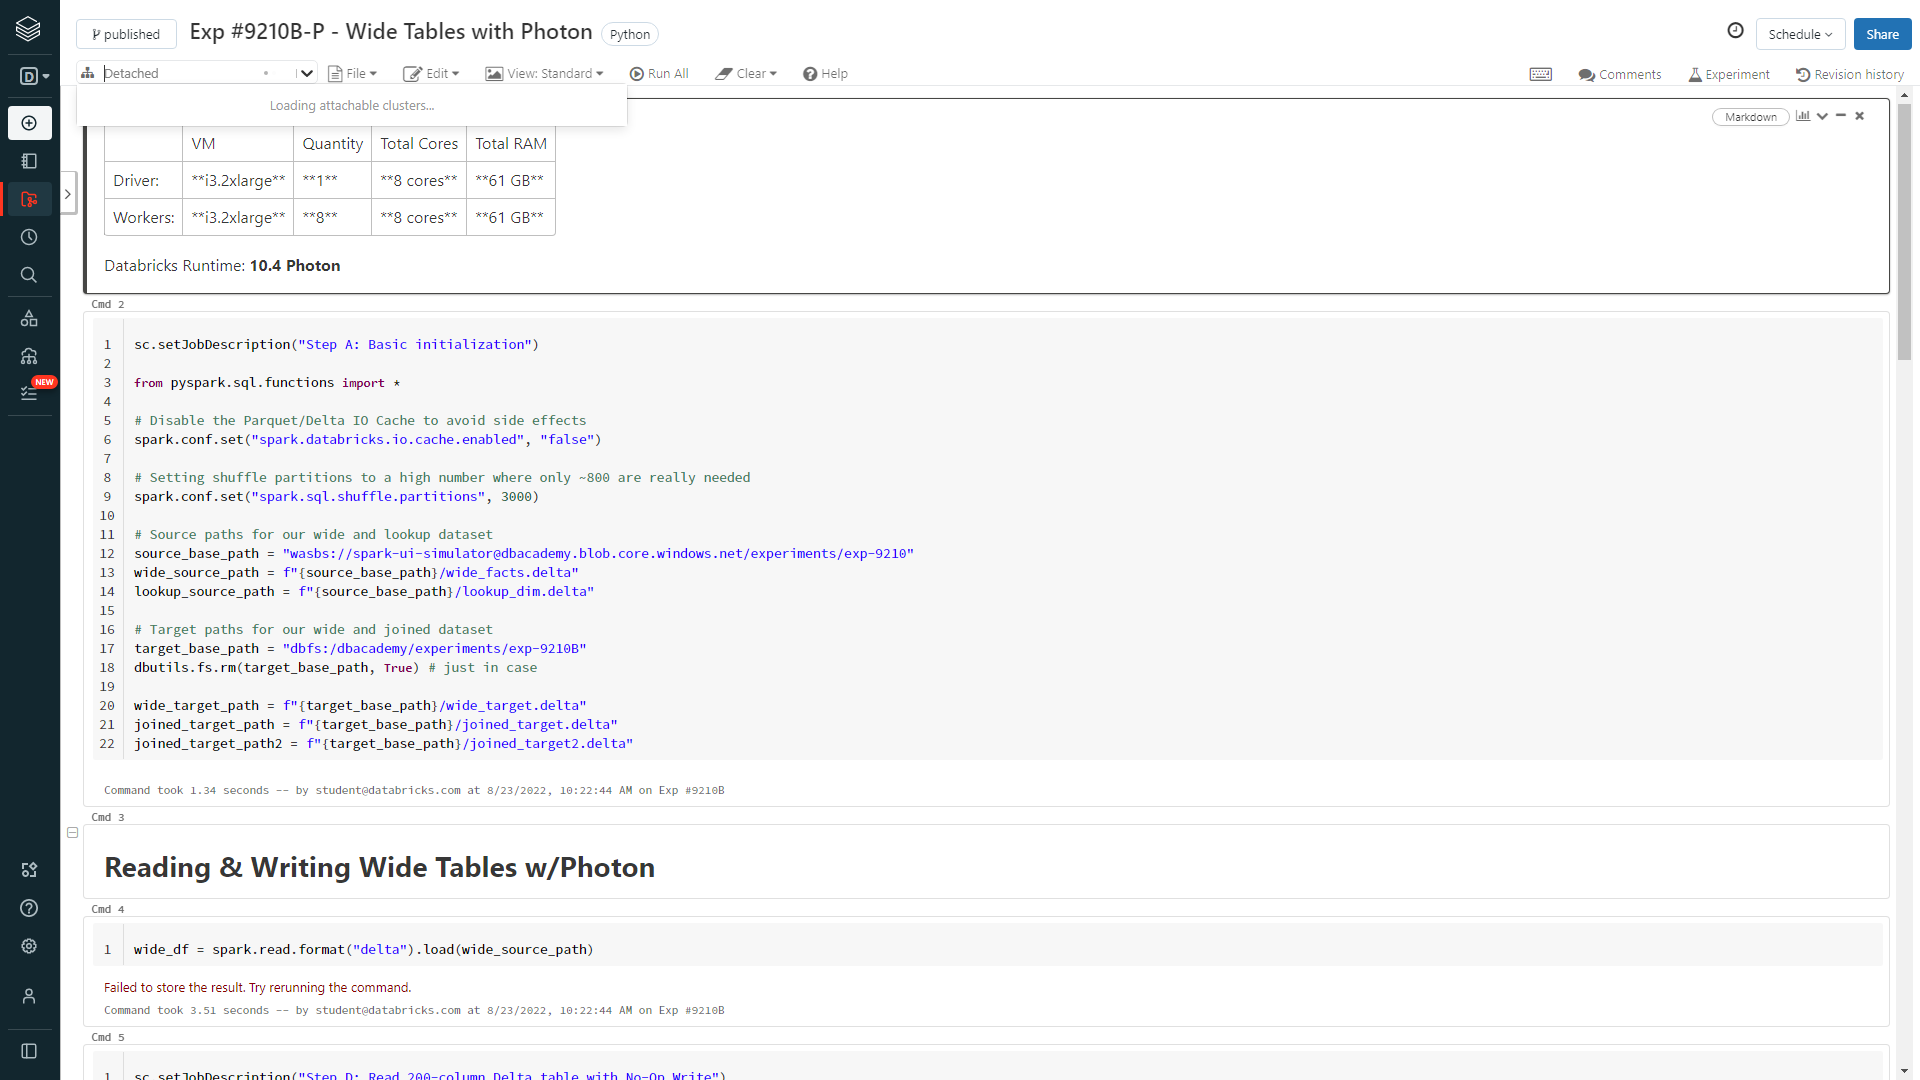 published
Exp #9210B-P - Wide Tables with Photon
Python
Schedule
Share
D
Detached
File
Edit
View: Standard
Run All
Clear
Help
Comments
Experiment
Revision history
Loading attachable clusters...
Markdown
VM Quantity Total Cores Total RAM
Driver: **i3.2xlarge** **1** **8 cores** **61 GB**
Workers: **i3.2xlarge** **8** **8 cores** **61 GB**
Databricks Runtime: 10.4 Photon
NEW
Cmd 2
1 sc.setJobDescription("Step A: Basic initialization")
2
3 from pyspark.sql.functions import *
4
5 # Disable the Parquet/Delta IO Cache to avoid side effects
6 spark.conf.set("spark.databricks.io.cache.enabled", "false")
7
8 # Setting shuffle partitions to a high number where only ~800 are really needed
9 spark.conf.set("spark.sql.shuffle.partitions", 3000)
10
11 # Source paths for our wide and lookup dataset
12 source_base_path = "wasbs://spark-ui-simulator@dbacademy.blob.core.windows.net/experiments/exp-9210"
13 wide_source_path = f"{source_base_path}/wide_facts.delta"
14 lookup_source_path = f"{source_base_path}/lookup_dim.delta"
15
16 # Target paths for our wide and joined dataset
17 target_base_path = "dbfs:/dbacademy/experiments/exp-9210B"
18 dbutils.fs.rm(target_base_path, True) # just in case
19
20 wide_target_path = f"{target_base_path}/wide_target.delta"
21 joined_target_path = f"{target_base_path}/joined_target.delta"
22 joined_target_path2 = f"{target_base_path}/joined_target2.delta"
Command took 1.34 seconds -- by student@databricks.com at 8/23/2022, 10:22:44 AM on Exp #9210B
Cmd 3
Reading & Writing Wide Tables w/Photon
Cmd 4
1 wide_df = spark.read.format("delta").load(wide_source_path)
Failed to store the result. Try rerunning the command.
Command took 3.51 seconds -- by student@databricks.com at 8/23/2022, 10:22:44 AM on Exp #9210B
Cmd 5
1 sc.setJobDescription("Step D: Read 200-column Delta table with No-Op Write")